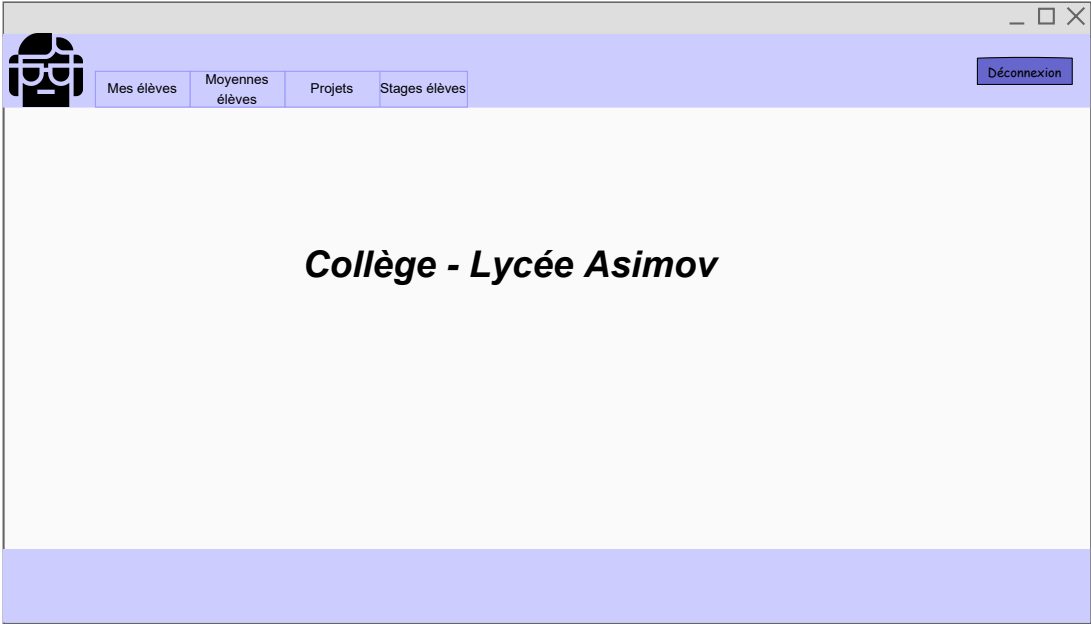 Mes élèves
Moyennes
élèves
Projets
Stages élèves
Déconnexion
Collège - Lycée Asimov